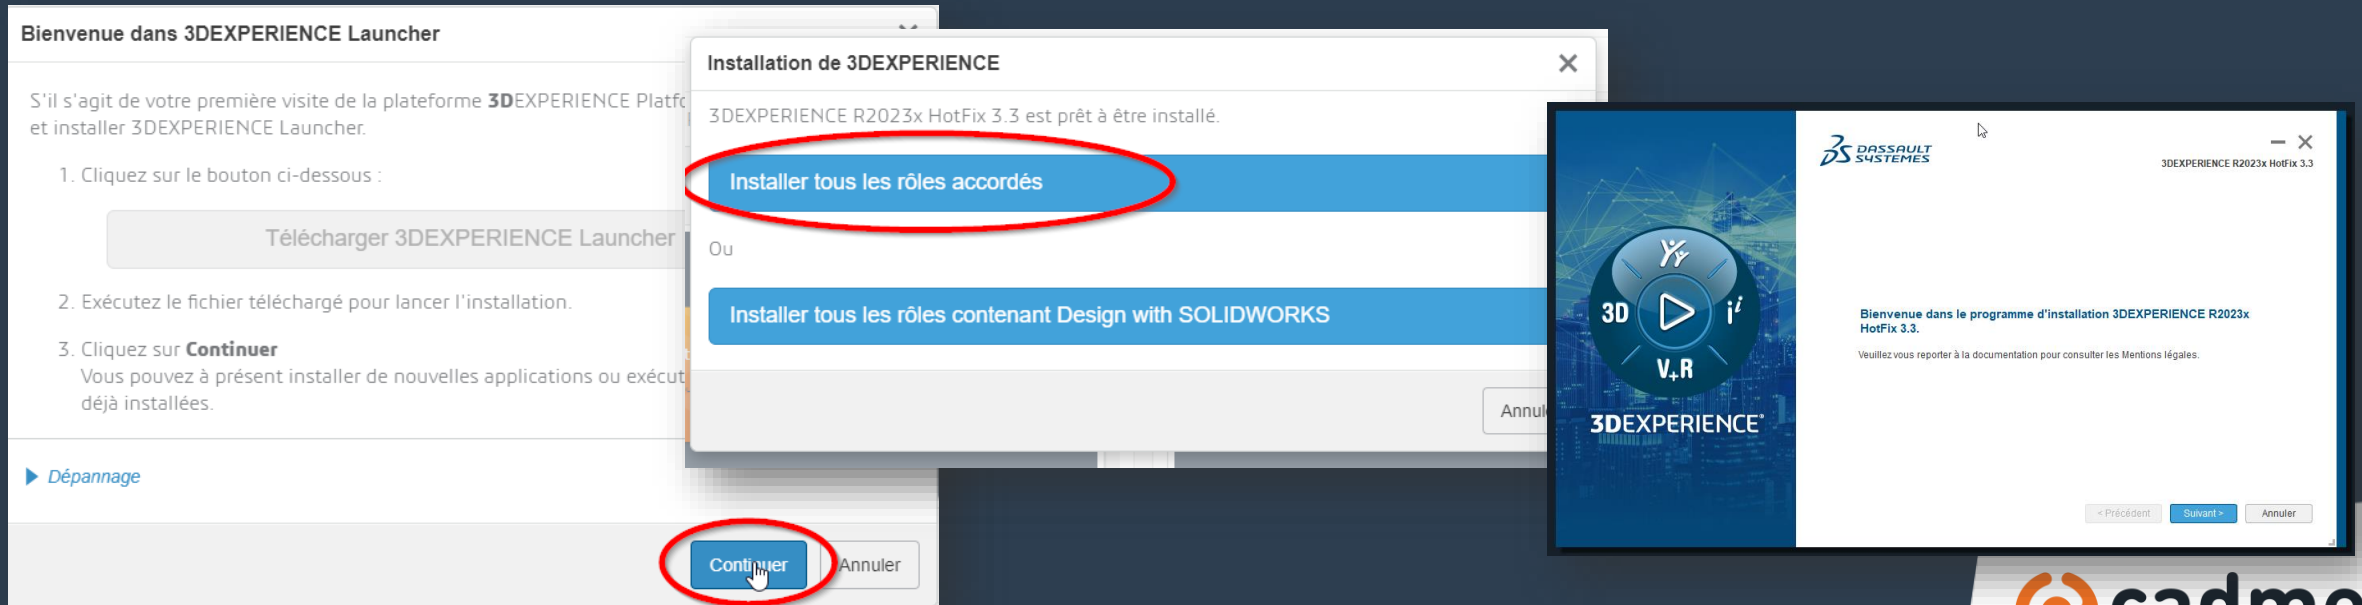 Bienvenue dans 3DEXPERIENCE Launcher
S'il s'agit de votre première visite de la plateforme 3DEXPERIENCE
et installer 3DEXPERIENCE Launcher.
1. Cliquez sur le bouton ci-dessous :
Télécharger 3DEXPERIENCE Launcher
2. Exécutez le fichier téléchargé pour lancer l'installation.
3. Cliquez sur Continuer
Vous pouvez à présent installer de nouvelles applications ou
déjà installées.
Dépannage
Continuer
Annuler
Installation de 3DEXPERIENCE
3DEXPERIENCE R2023x HotFix 3.3 est prêt à être installé.
Installer tous les rôles accordés
Ou
Installer tous les rôles contenant Design with SOLIDWORKS
DASSAULT
SYSTEMES
3DEXPERIENCE R2023x HotFix 3.3
3D
i
V+R
3DEXPERIENCE®
Bienvenue dans le programme d'installation 3DEXPERIENCE R2023x
HotFix 3.3.
Veuillez vous reporter à la documentation pour consulter les Mentions légales.
< Précédent
Suivant >
Annuler